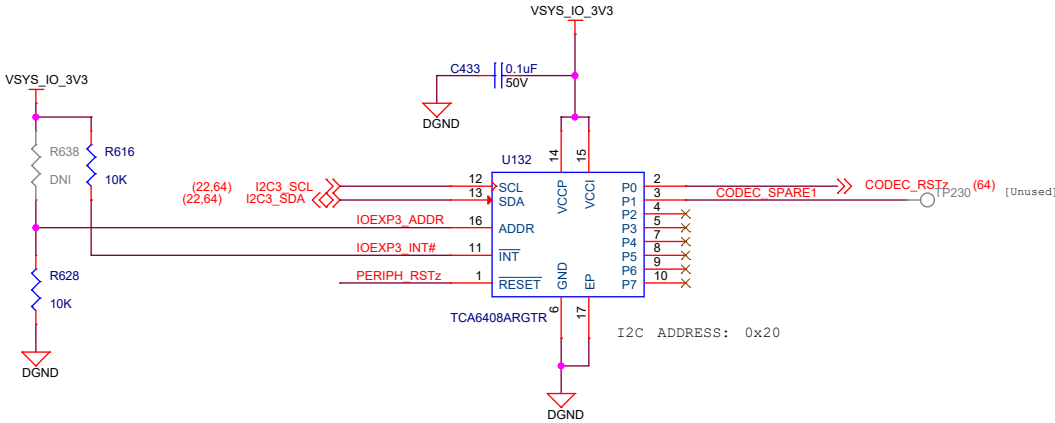 VSYS_IO_3V3
C433 0.1uF
50V
DGND
VSYS_IO_3V3
R638 R616
DNI 10K
U132
14 15
VCCP VCCI
(22,64) I2C3_SCL 12 SCL
(22,64) I2C3_SDA 13 SDA
IOEXP3_ADDR 16 ADDR
IOEXP3_INT# 11 INT
PERIPH_RSTz 1 RESET
P0 2 CODEC_RSTz (64)
P1 3 CODEC_SPARE1 TP230 [Unused]
P2 4
P3 5
P4 7
P5 8
P6 9
P7 10
GND EP
6 17
R628
10K
DGND
TCA6408ARGTR
I2C ADDRESS: 0x20
DGND